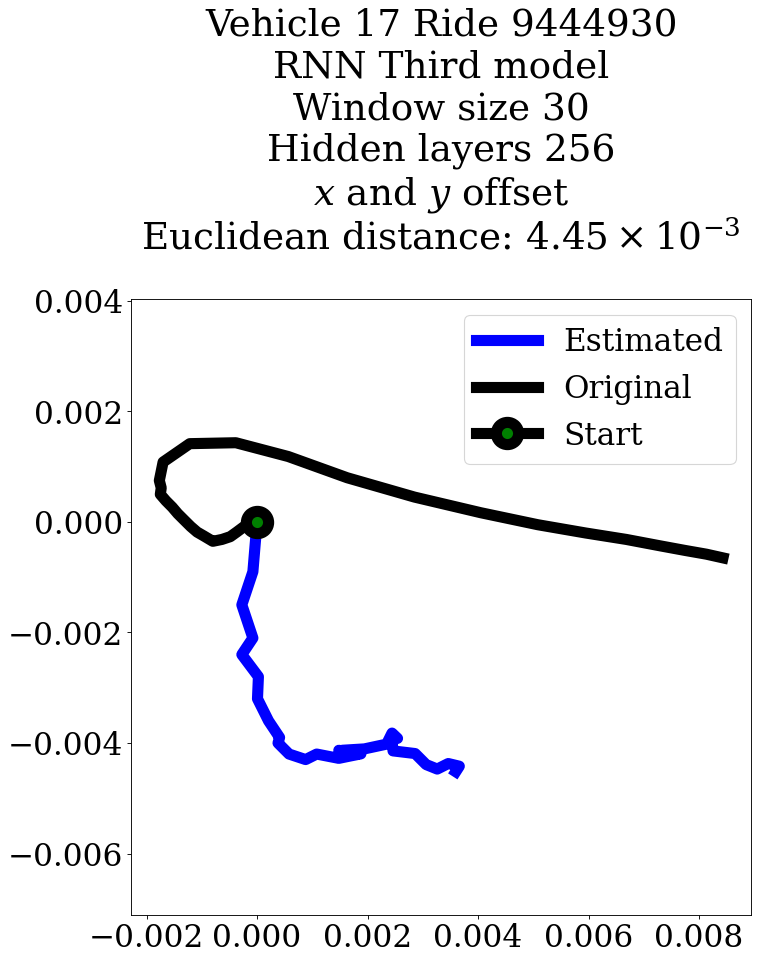 Vehicle 17 Ride 9444930
RNN Third model
Window size 30
Hidden layers 256
x and y offset
Euclidean distance: 4.45 × 10⁻³
0.004
0.002
0.000
−0.002
−0.004
−0.006
Estimated
Original
Start
−0.002 0.000 0.002 0.004 0.006 0.008